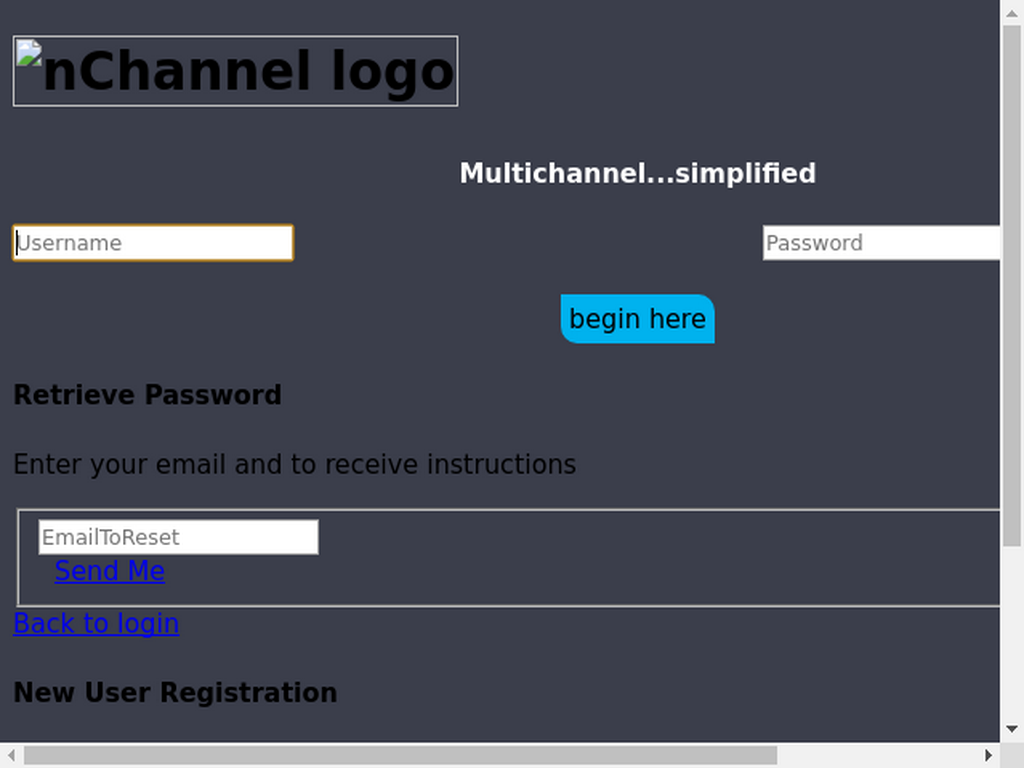 nChannel logo
Multichannel...simplified
Username
Password
begin here
Retrieve Password
Enter your email and to receive instructions
EmailToReset
Send Me
Back to login
New User Registration